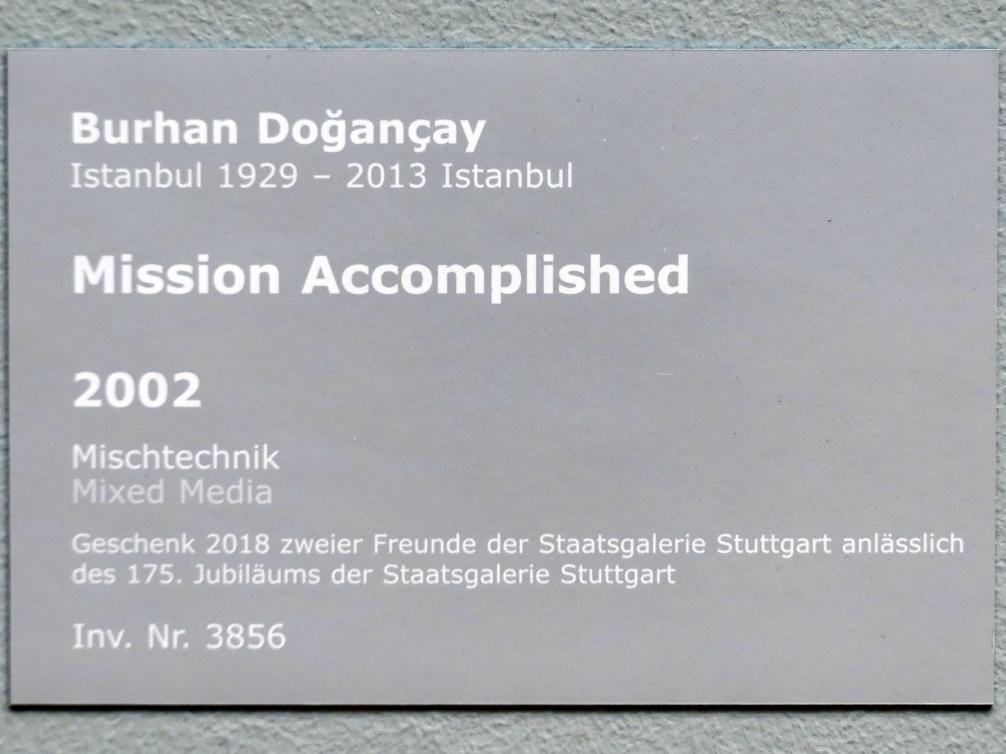 Burhan Doğançay
Istanbul 1929 – 2013 Istanbul
Mission Accomplished
2002
Mischtechnik
Mixed Media
Geschenk 2018 zweier Freunde der Staatsgalerie Stuttgart anlässlich
des 175. Jubiläums der Staatsgalerie Stuttgart
Inv. Nr. 3856